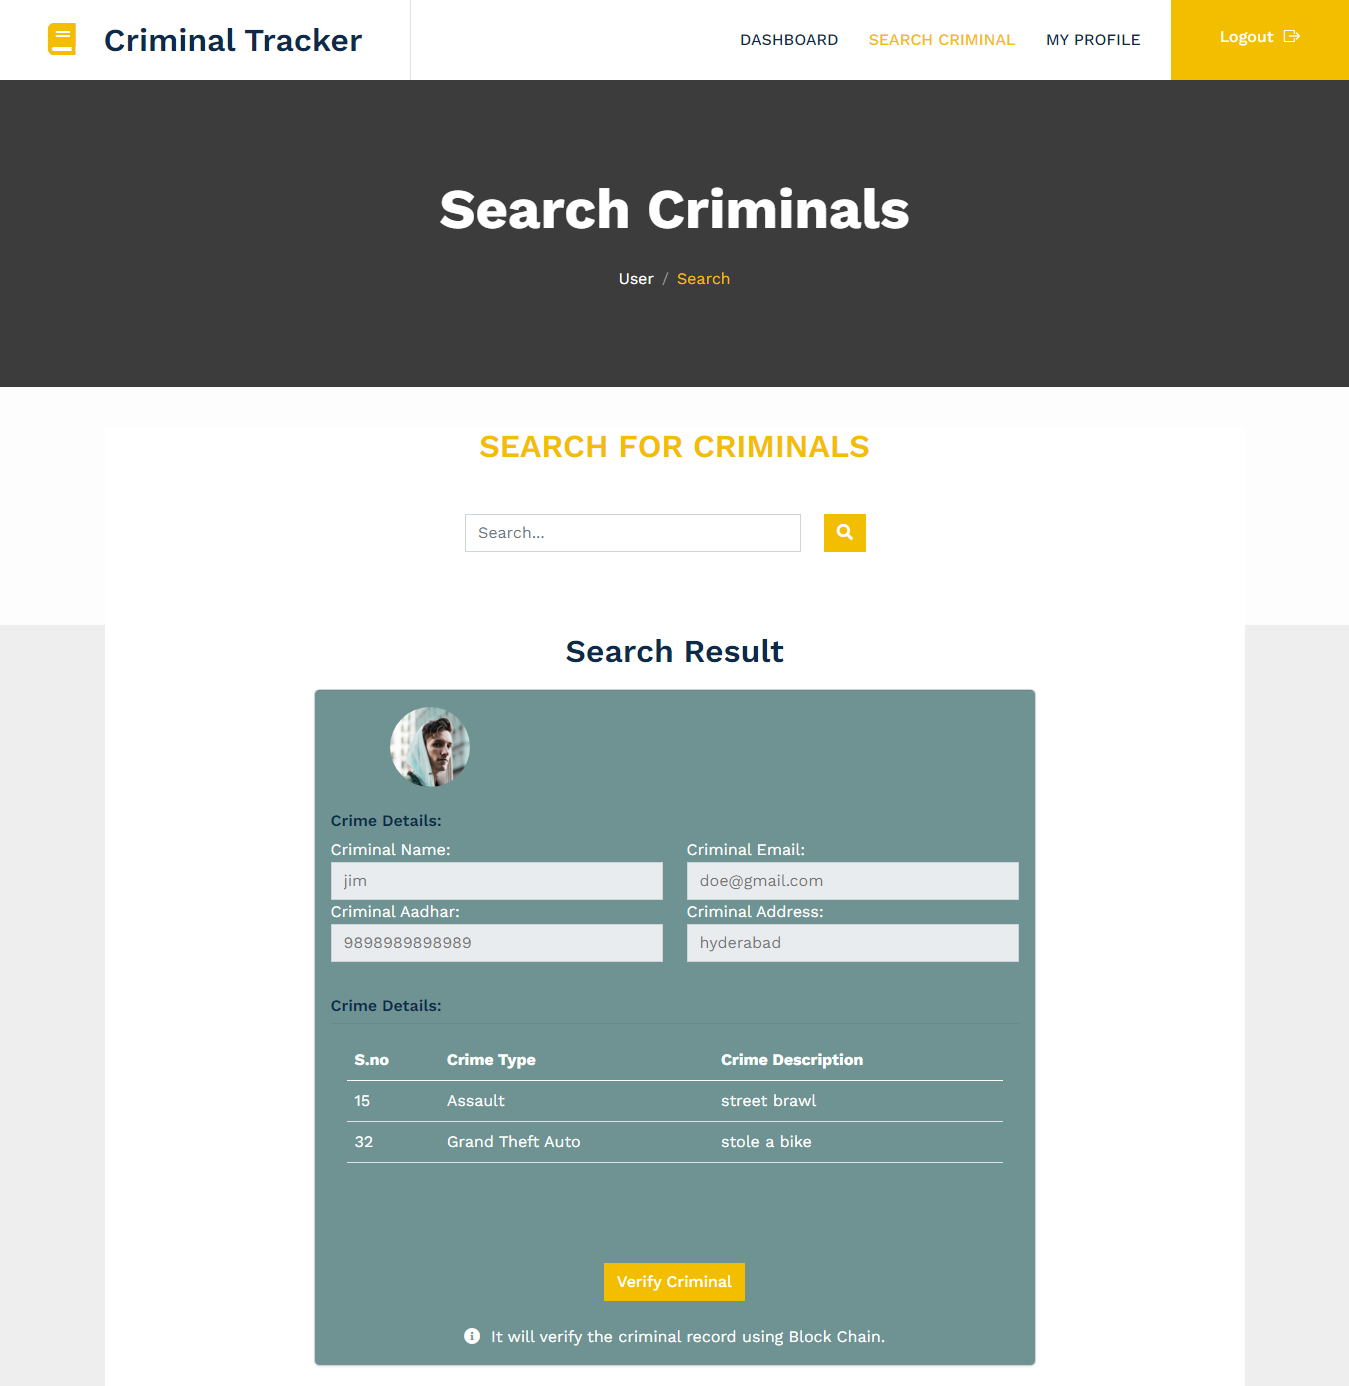 Criminal Tracker
DASHBOARD SEARCH CRIMINAL MY PROFILE Logout
Search Criminals
User / Search
SEARCH FOR CRIMINALS
Search...
Search Result
Crime Details:
Criminal Name: Criminal Email:
jim doe@gmail.com
Criminal Aadhar: Criminal Address:
9898989898989 hyderabad
Crime Details:
S.no Crime Type Crime Description
15 Assault street brawl
32 Grand Theft Auto stole a bike
Verify Criminal
It will verify the criminal record using Block Chain.